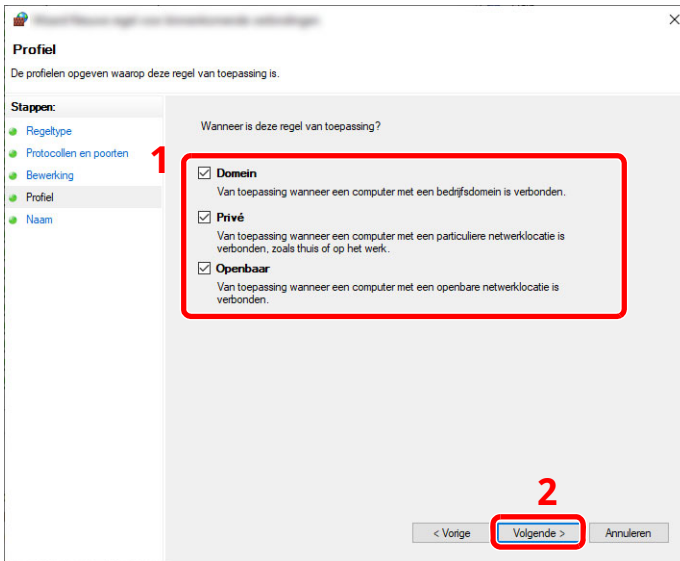 Profiel
De profielen opgeven waarop deze regel van toepassing is.
Stappen:
Regeltype
Protocollen en poorten
Bewerking
Profiel
Naam
Wanneer is deze regel van toepassing?
1
Domein
Van toepassing wanneer een computer met een bedrijfsdomein is verbonden.
Privé
Van toepassing wanneer een computer met een particuliere netwerklocatie is
verbonden, zoals thuis of op het werk.
Openbaar
Van toepassing wanneer een computer met een openbare netwerklocatie is
verbonden.
2
< Vorige
Volgende >
Annuleren